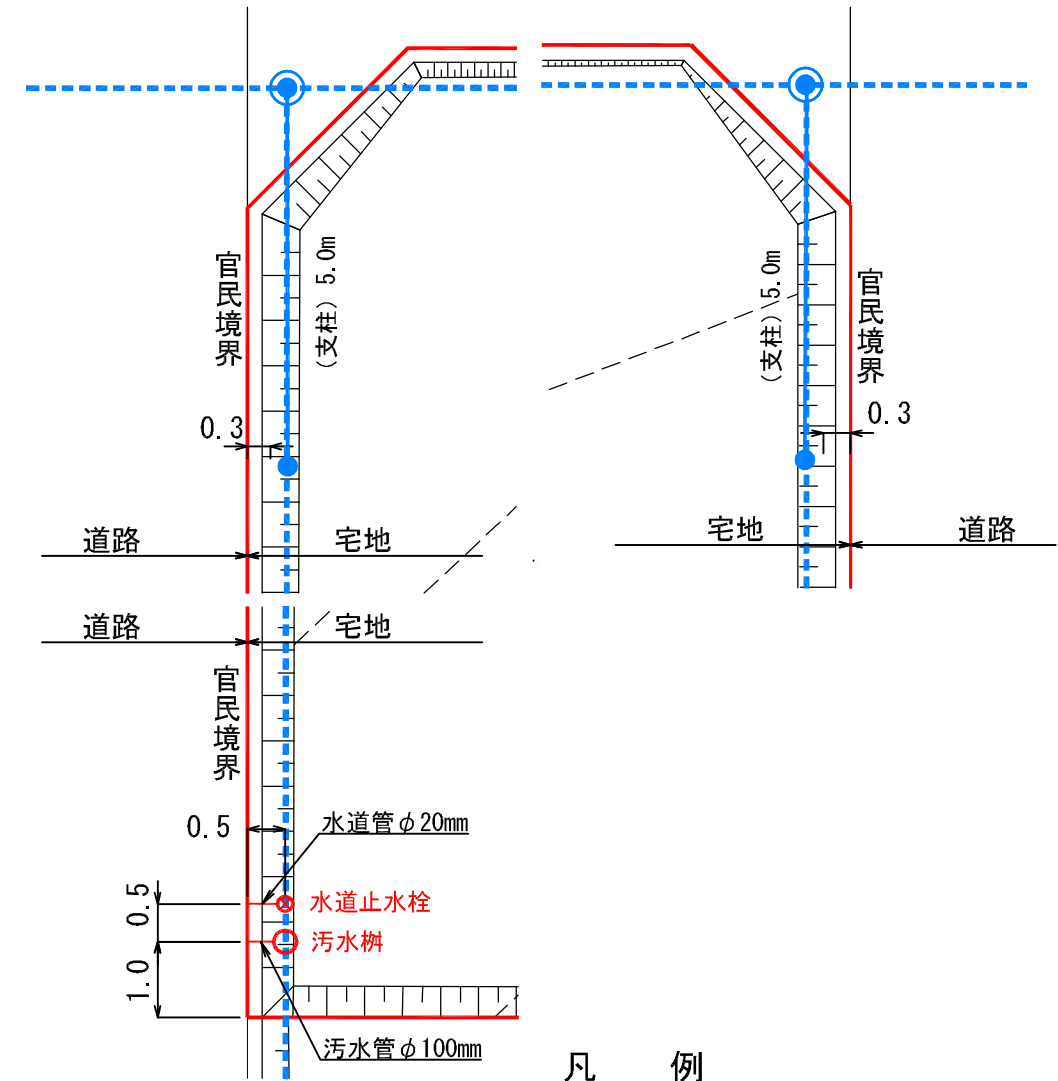 官民境界
(支柱) 5.0m
(支柱) 5.0m
官民境界
0.3
0.3
道路
宅地
宅地
道路
道路
宅地
官民境界
0.5
水道管φ20mm
0.5
水道止水栓
汚水桝
1.0
汚水管φ100mm
凡 例